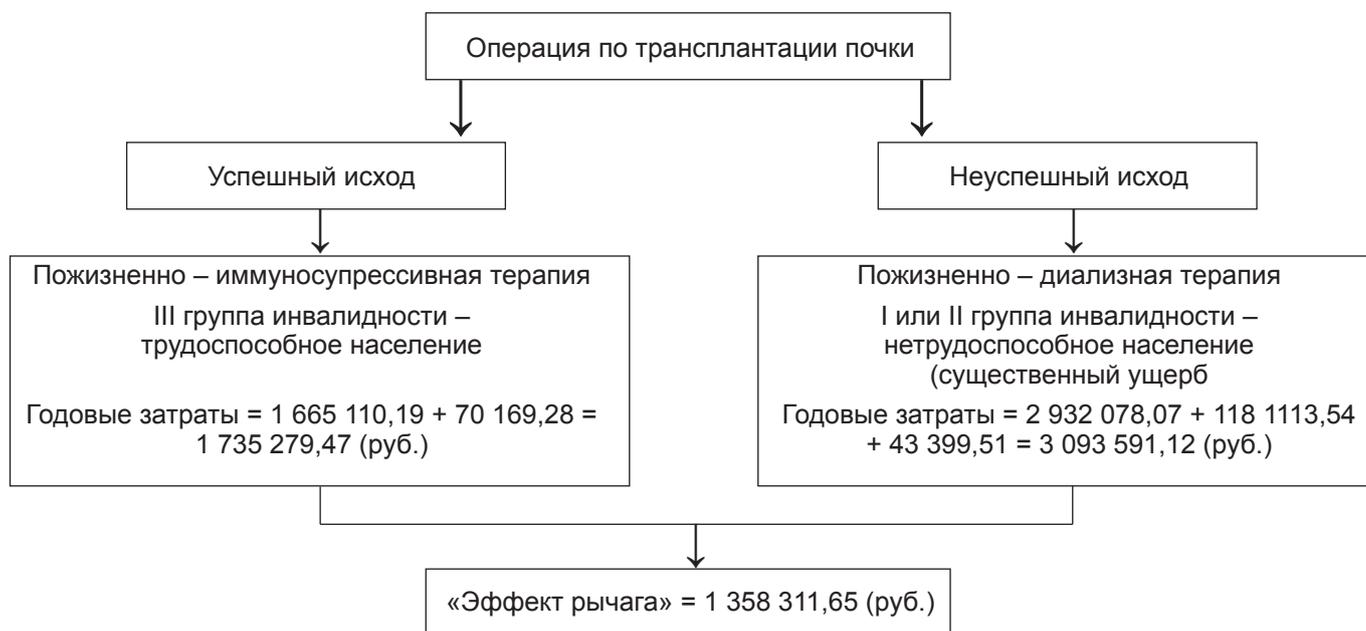 Операция по трансплантации почки
Успешный исход
Неуспешный исход
Пожизненно – иммуносупрессивная терапия
III группа инвалидности –
трудоспособное население
Годовые затраты = 1 665 110,19 + 70 169,28 =
1 735 279,47 (руб.)
Пожизненно – диализная терапия
I или II группа инвалидности –
нетрудоспособное население
(существенный ущерб
Годовые затраты = 2 932 078,07 + 118 1113,54
+ 43 399,51 = 3 093 591,12 (руб.)
«Эффект рычага» = 1 358 311,65 (руб.)